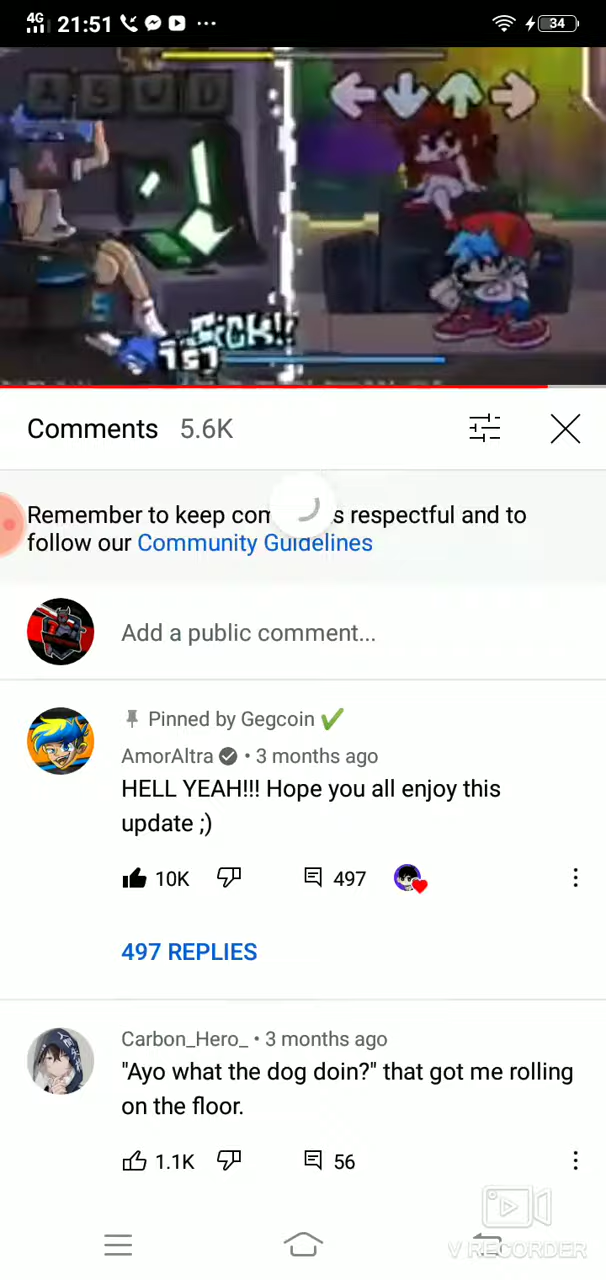 4G 21:51 34
A S W D
SICK!!
Comments 5.6K
Remember to keep com s respectful and to
follow our Community Guidelines
Add a public comment...
Pinned by Gegcoin ✔
AmorAltra • 3 months ago
HELL YEAH!!! Hope you all enjoy this
update ;)
10K 497
497 REPLIES
Carbon_Hero_ • 3 months ago
"Ayo what the dog doin?" that got me rolling
on the floor.
1.1K 56
V RECORDER